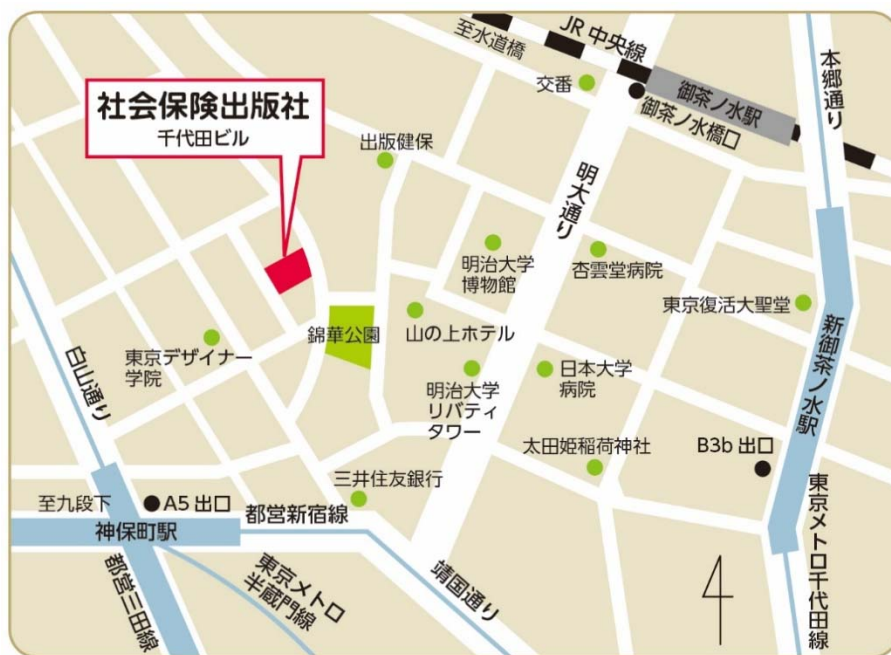 JR 中央線
至水道橋
本郷通り
交番
御茶ノ水駅
御茶ノ水橋口
社会保険出版社
千代田ビル
出版健保
明大通り
明治大学
博物館
杏雲堂病院
東京復活大聖堂
錦華公園
山の上ホテル
新御茶ノ水駅
東京デザイナー
学院
白山通り
明治大学
リバティ
タワー
日本大学
病院
太田姫稲荷神社
B3b 出口
三井住友銀行
至九段下
A5 出口
都営新宿線
神保町駅
東京メトロ千代田線
都営三田線
東京メトロ
半蔵門線
靖国通り